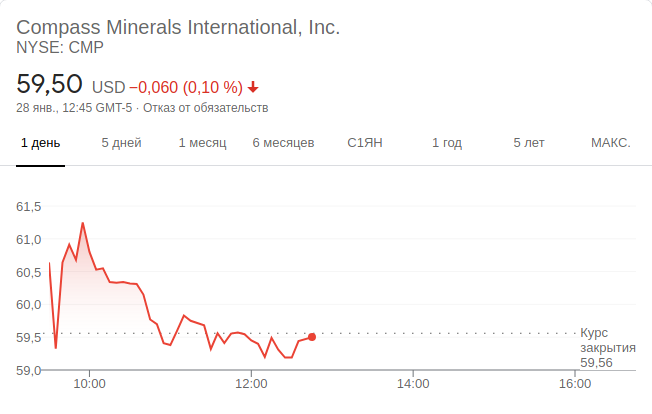 Compass Minerals International, Inc.
NYSE: CMP
59,50 USD −0,060 (0,10 %)
28 янв., 12:45 GMT-5 · Отказ от обязательств
1 день 5 дней 1 месяц 6 месяцев С1ЯН 1 год 5 лет МАКС.
61,5
61,0
60,5
60,0
59,5
59,0
Курс
закрытия
59,56
10:00 12:00 14:00 16:00